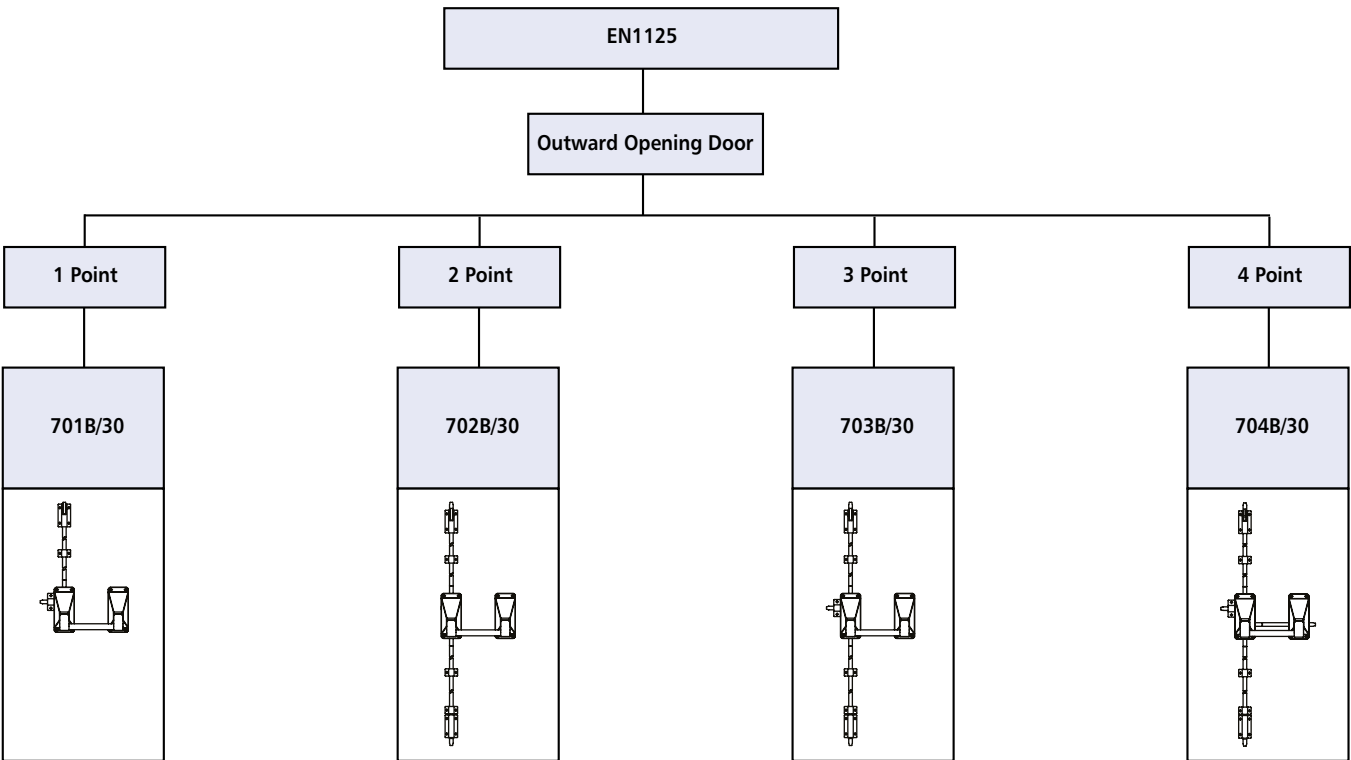 EN1125
Outward Opening Door
1 Point
2 Point
3 Point
4 Point
701B/30
702B/30
703B/30
704B/30